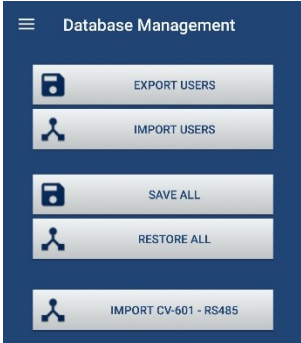 Database Management
EXPORT USERS
IMPORT USERS
SAVE ALL
RESTORE ALL
IMPORT CV-601 - RS485